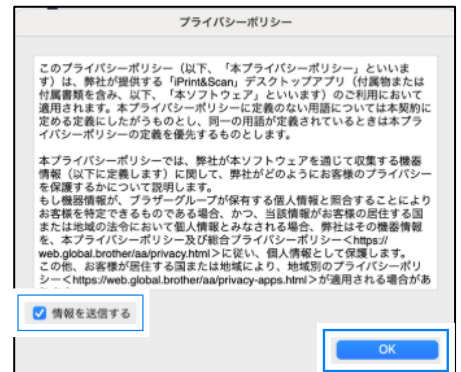 プライバシーポリシー
このプライバシーポリシー（以下、「本プライバシーポリシー」といいま
す）は、弊社が提供する「iPrint&Scan」デスクトップアプリ（付属物または
付属書類を含み、以下、「本ソフトウェア」といいます）のご利用において
適用されます。本プライバシーポリシーに定義のない用語については本契約に
定める定義にしたがうものとし、同一の用語が定義されているときは本プラ
イバシーポリシーの定義を優先するものとします。
本プライバシーポリシーでは、弊社が本ソフトウェアを通じて収集する機器
情報（以下に定義します）に関して、弊社がどのようにお客様のプライバシー
を保護するかについて説明します。
もし機器情報が、ブラザーグループが保有する個人情報と照合することにより
お客様を特定できるものである場合、かつ、当該情報がお客様の居住する国
または地域の法令において個人情報とみなされる場合、弊社はその機器情報
を、本プライバシーポリシー及び総合プライバシーポリシー＜https://
web.global.brother/aa/privacy.html＞に従い、個人情報として保護します。
この他、お客様が居住する国または地域により、地域別のプライバシーポリ
シー＜https://web.global.brother/aa/privacy-apps.html＞が適用される場合があ
情報を送信する
OK